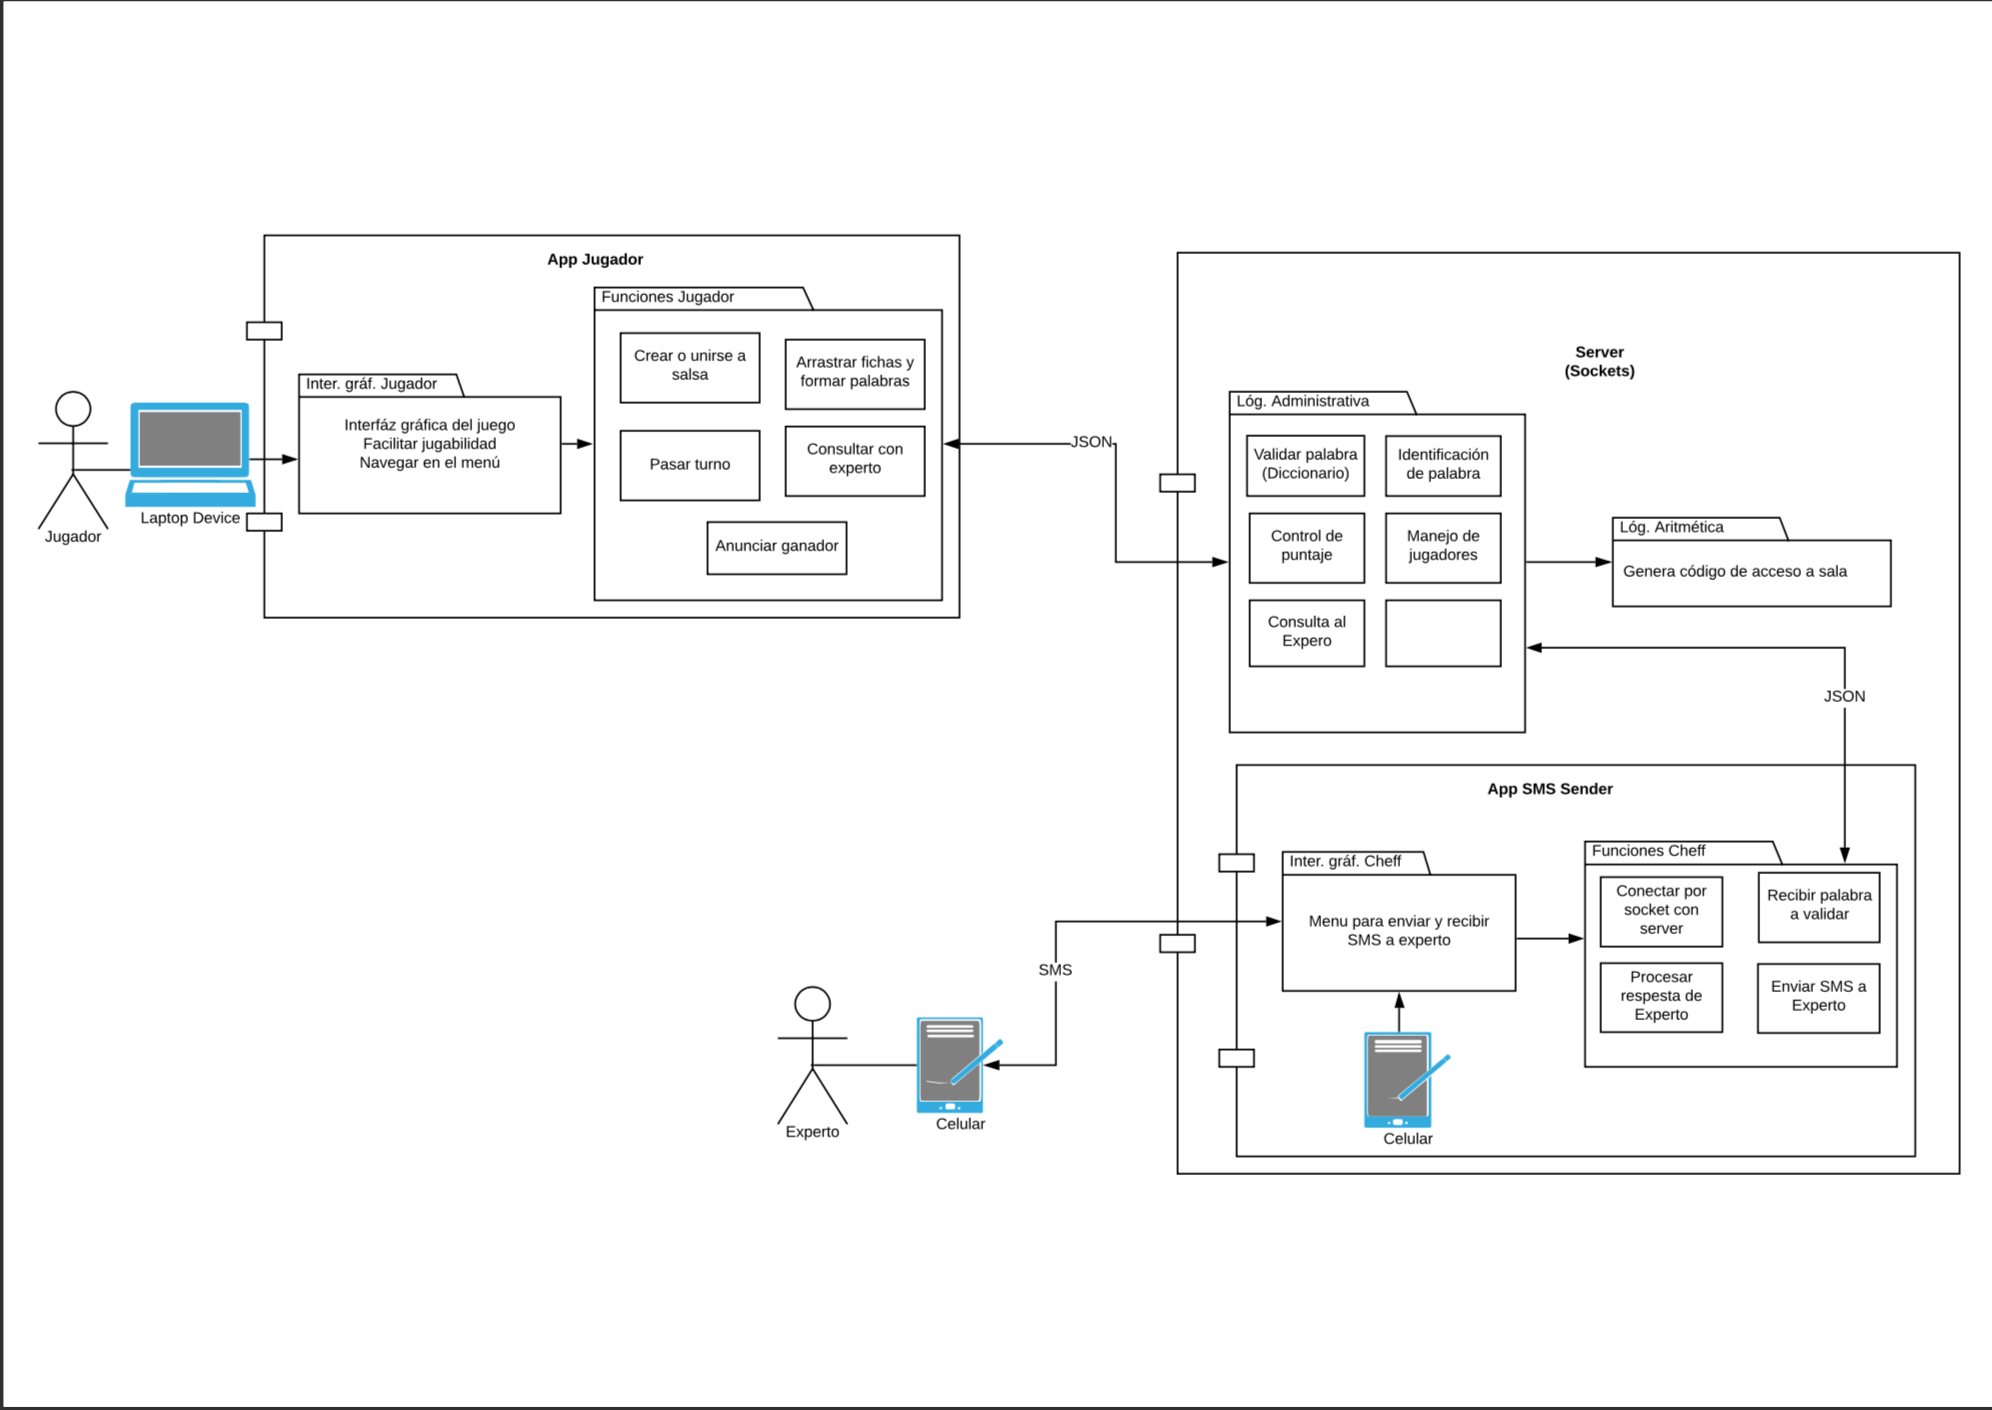 App Jugador
Funciones Jugador
Crear o unirse a
salsa
Arrastrar fichas y
formar palabras
Inter. gráf. Jugador
Interfáz gráfica del juego
Facilitar jugabilidad
Navegar en el menú
Pasar turno
Consultar con
experto
Anunciar ganador
Laptop Device
Jugador
JSON
Server
(Sockets)
Lóg. Administrativa
Validar palabra
(Diccionario)
Identificación
de palabra
Control de
puntaje
Manejo de
jugadores
Consulta al
Expero
Lóg. Aritmética
Genera código de acceso a sala
JSON
App SMS Sender
Inter. gráf. Cheff
Menu para enviar y recibir
SMS a experto
Funciones Cheff
Conectar por
socket con
server
Recibir palabra
a validar
Procesar
respesta de
Experto
Enviar SMS a
Experto
SMS
Experto
Celular
Celular